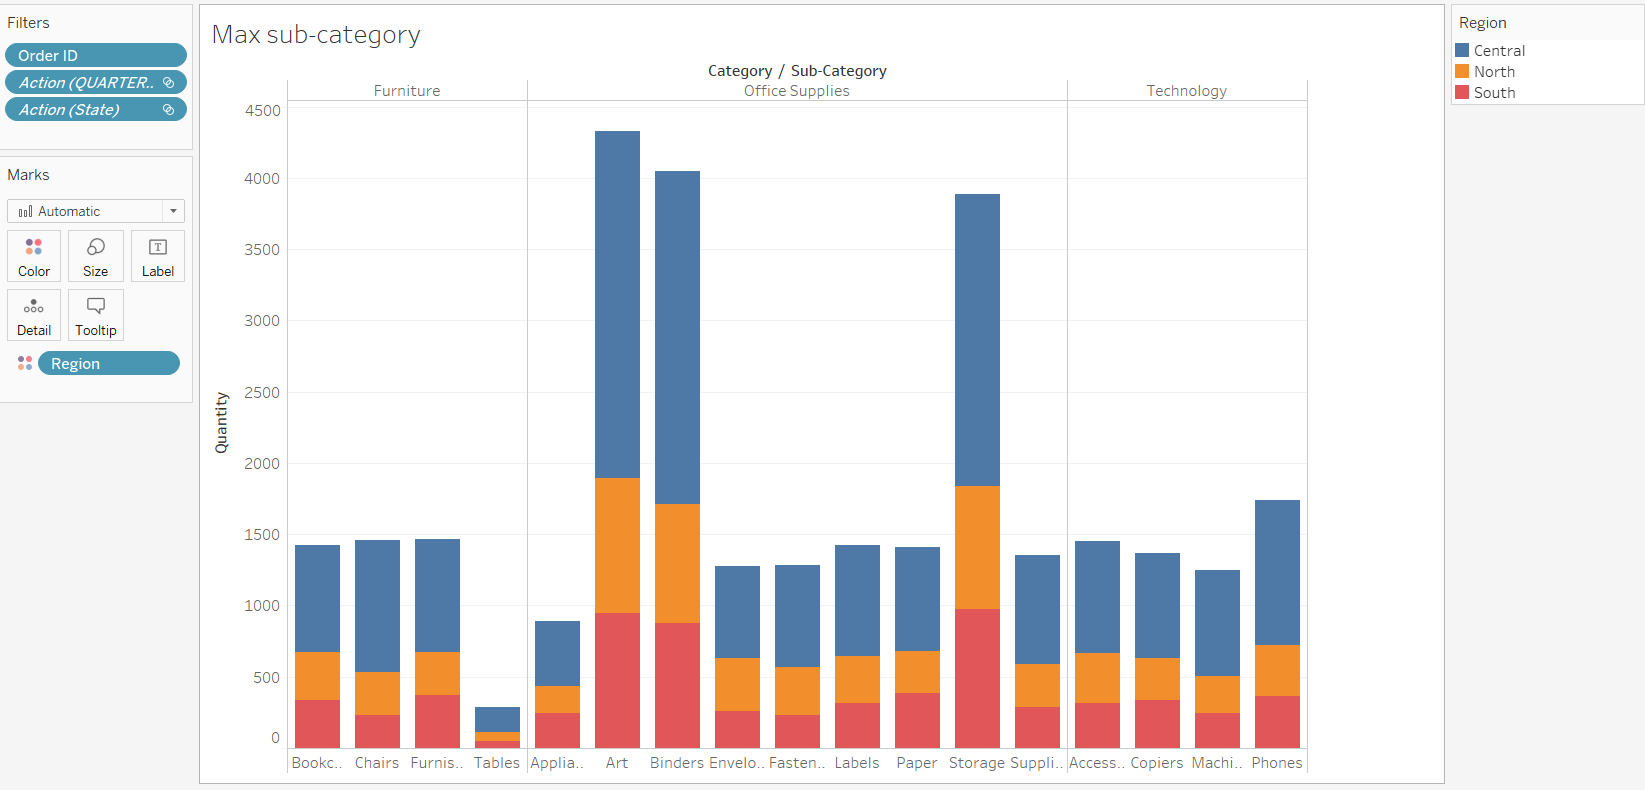 Filters
Order ID
Action (QUARTER..
Action (State)
Marks
Automatic
Color Size Label
Detail Tooltip
Region
Max sub-category
Category / Sub-Category
Furniture Office Supplies Technology
4500
4000
3500
3000
2500
2000
1500
1000
500
0
Quantity
Bookc.. Chairs Furnis.. Tables Applia.. Art Binders Envelo.. Fasten.. Labels Paper Storage Suppli.. Access.. Copiers Machi.. Phones
Region
Central
North
South